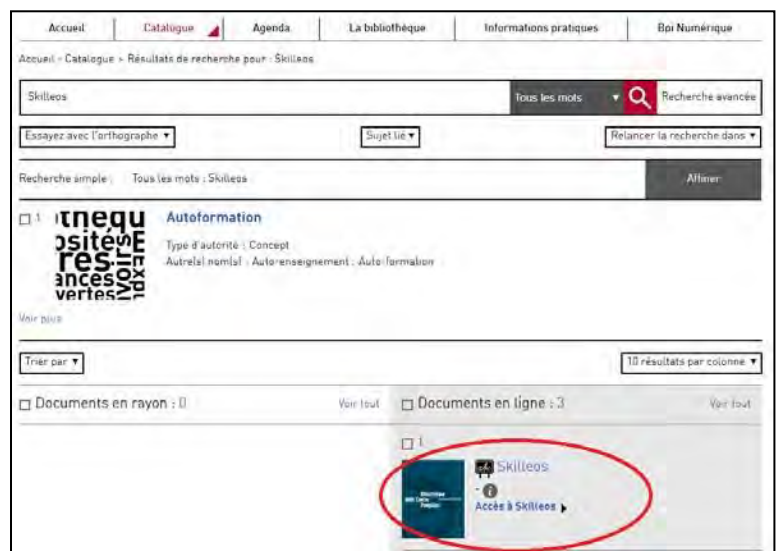 Accueil
Catalogue
Agenda
La bibliothèque
Informations pratiques
Bpi Numérique
Accueil > Catalogue > Résultats de recherche pour : Skilleos
Skilleos
Tous les mots ▼
Recherche avancée
Essayez avec l'orthographe ▼
Sujet lié ▼
Relancer la recherche dans ▼
Recherche simple : Tous les mots : Skilleos
Affiner
1
Autoformation
Type d'autorité : Concept
Autre(s) nom(s) : Auto-enseignement ; Auto-formation
Voir plus
Trier par ▼
10 résultats par colonne ▼
Documents en rayon : 0
Voir tout
Documents en ligne : 3
Voir tout
1
Skilleos
- i
Accès à Skilleos